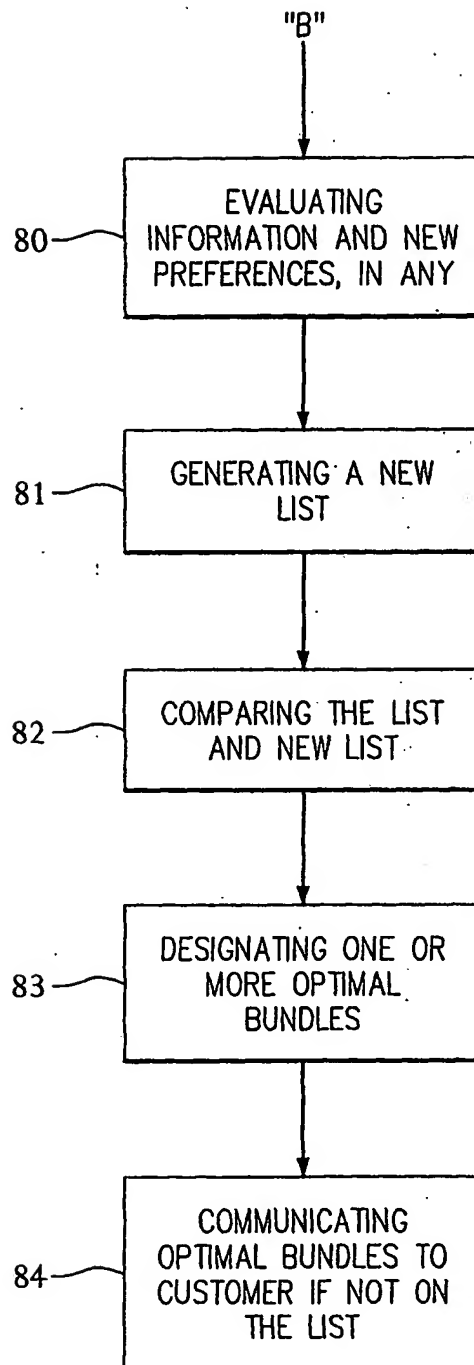 "B"
80
EVALUATING
INFORMATION AND NEW
PREFERENCES, IN ANY
81
GENERATING A NEW
LIST
82
COMPARING THE LIST
AND NEW LIST
83
DESIGNATING ONE OR
MORE OPTIMAL
BUNDLES
84
COMMUNICATING
OPTIMAL BUNDLES TO
CUSTOMER IF NOT ON
THE LIST